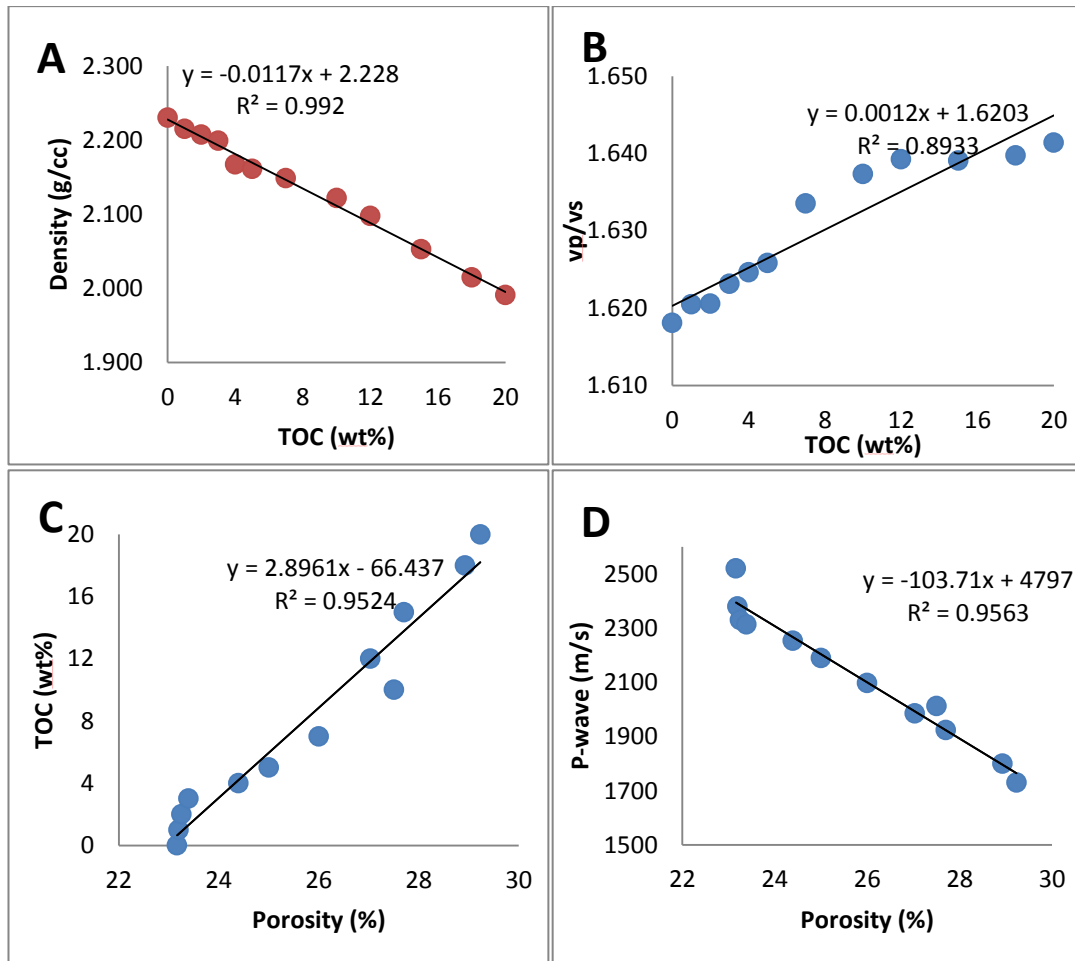 A
y = -0.0117x + 2.228
R² = 0.992
2.300
2.200
2.100
2.000
1.900
Density (g/cc)
0 4 8 12 16 20
TOC (wt%)
B
y = 0.0012x + 1.6203
R² = 0.8933
1.650
1.640
1.630
1.620
1.610
vp/vs
0 4 8 12 16 20
TOC (wt%)
C
y = 2.8961x - 66.437
R² = 0.9524
20
16
12
8
4
0
TOC (wt%)
22 24 26 28 30
Porosity (%)
D
y = -103.71x + 4797
R² = 0.9563
2500
2300
2100
1900
1700
1500
P-wave (m/s)
22 24 26 28 30
Porosity (%)